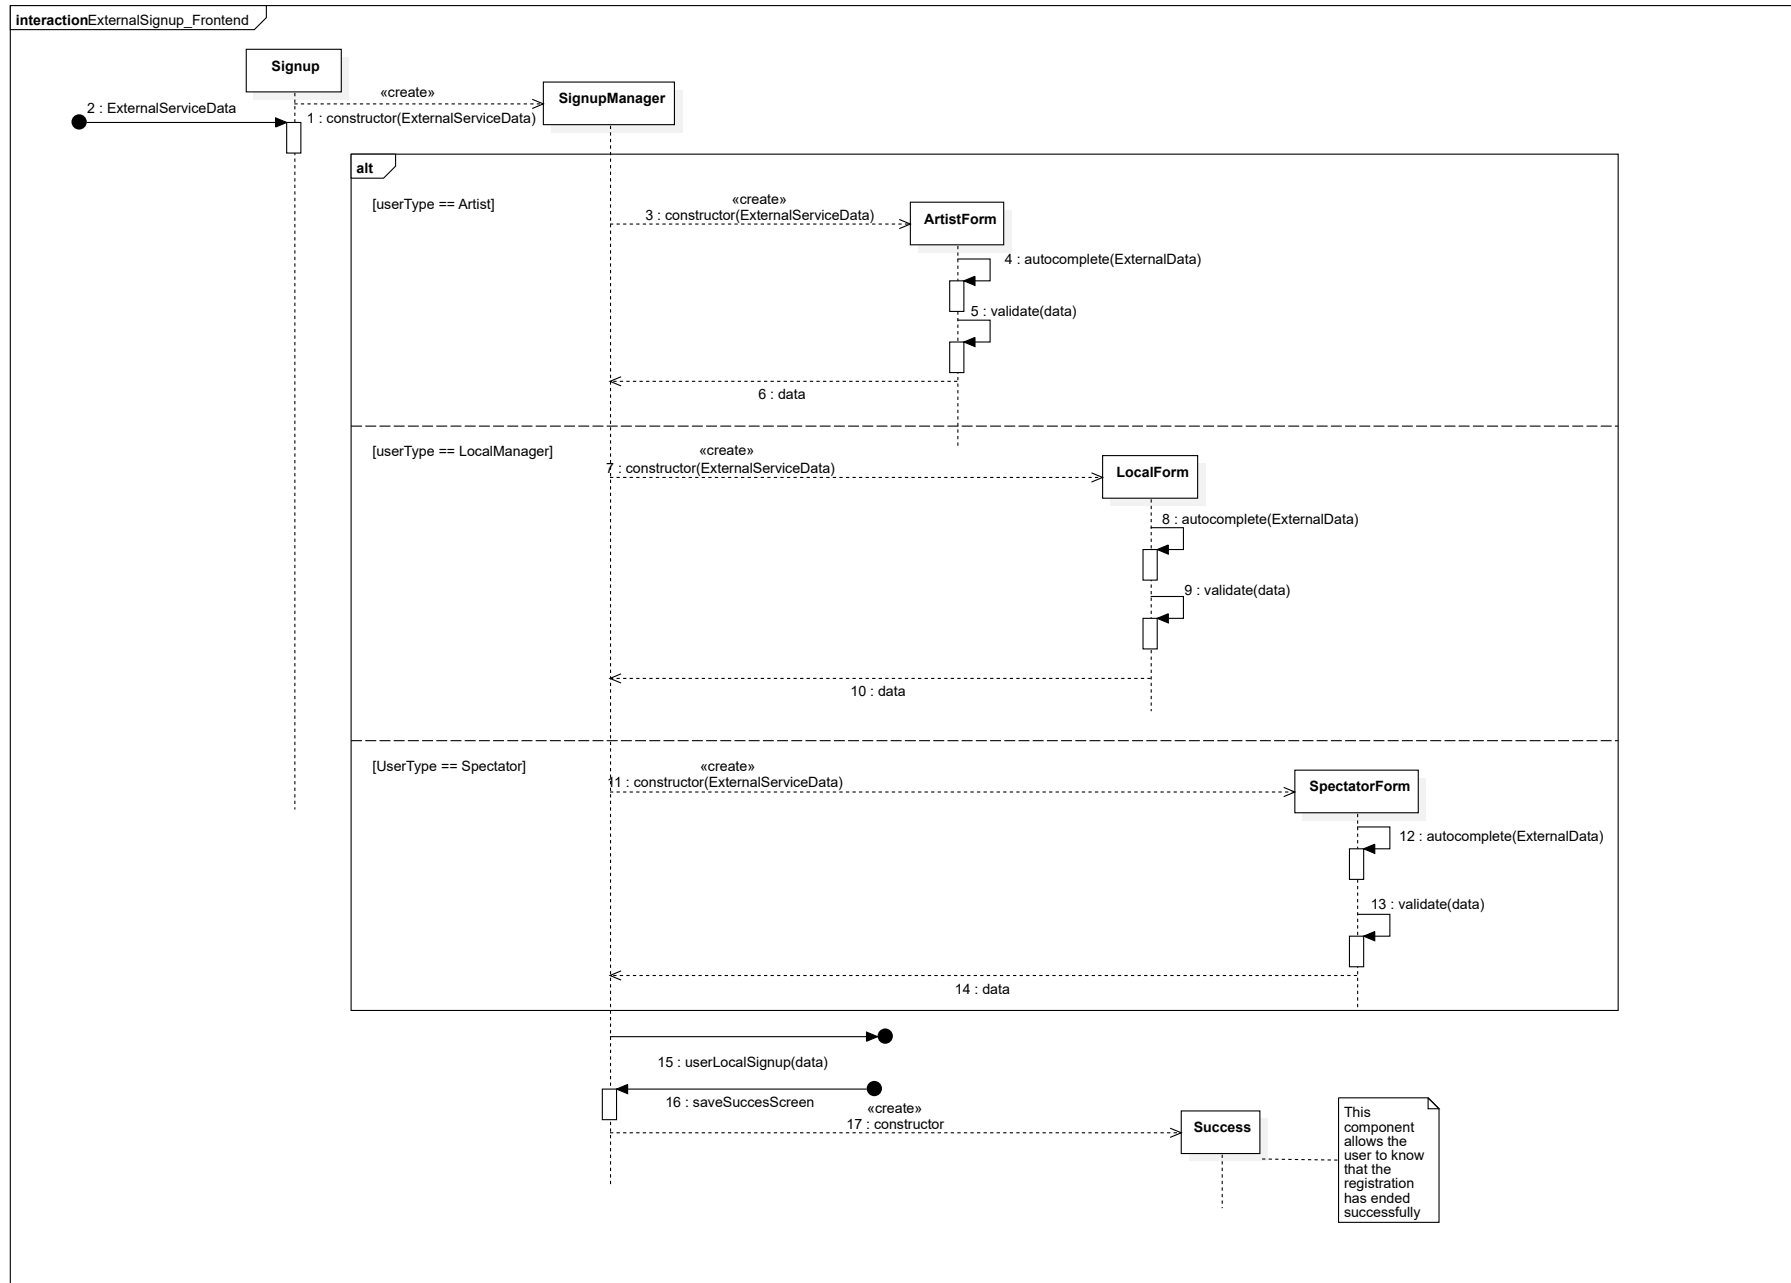 interactionExternalSignup_Frontend
Signup
«create»
SignupManager
2 : ExternalServiceData
1 : constructor(ExternalServiceData)
alt
[userType == Artist]
«create»
3 : constructor(ExternalServiceData)
ArtistForm
4 : autocomplete(ExternalData)
5 : validate(data)
6 : data
[userType == LocalManager]
«create»
7 : constructor(ExternalServiceData)
LocalForm
8 : autocomplete(ExternalData)
9 : validate(data)
10 : data
[UserType == Spectator]
«create»
11 : constructor(ExternalServiceData)
SpectatorForm
12 : autocomplete(ExternalData)
13 : validate(data)
14 : data
15 : userLocalSignup(data)
16 : saveSuccesScreen
«create»
17 : constructor
Success
This
component
allows the
user to know
that the
registration
has ended
successfully